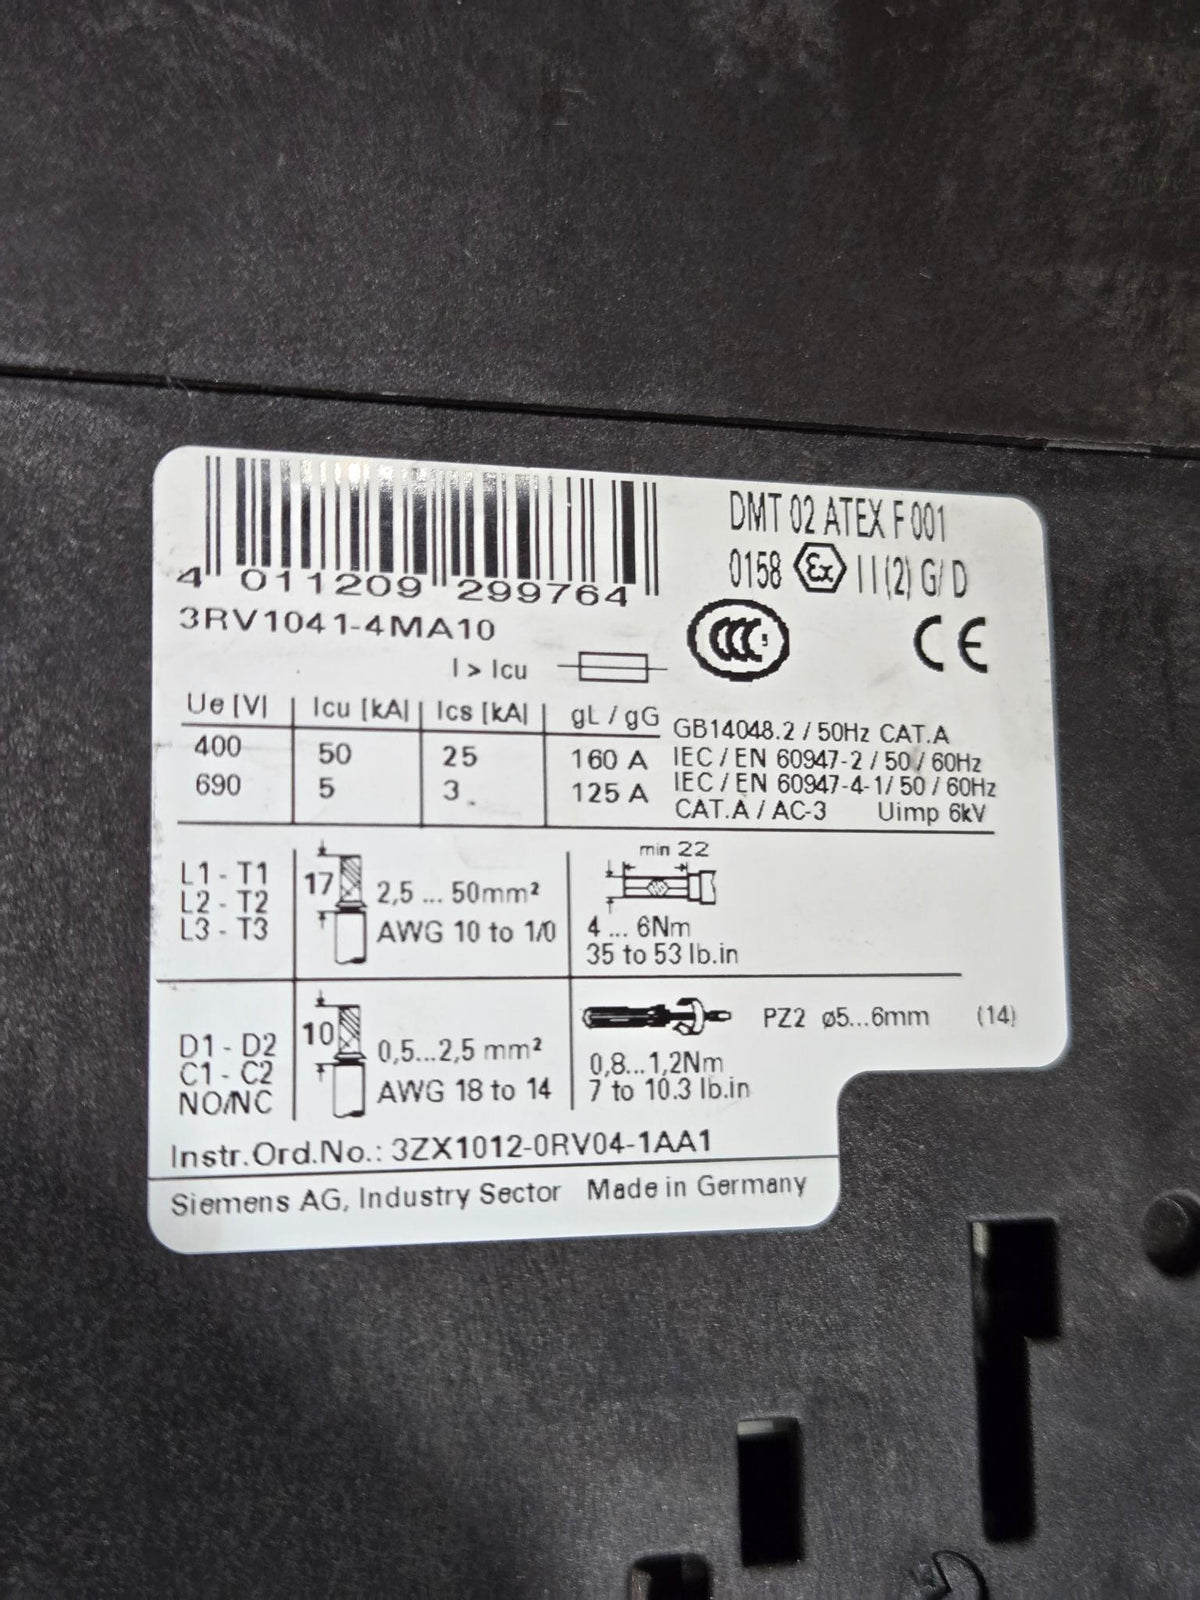 DMT 02 ATEX F 001
0158 Ex II (2) G/D
4 011209 299764
3RV1041-4MA10
CCC S
CE
I > Icu
Ue [V] Icu [kA] Ics [kA] gL / gG
400 50 25 160 A
690 5 3 125 A
GB14048.2 / 50Hz CAT.A
IEC / EN 60947-2 / 50 / 60Hz
IEC / EN 60947-4-1/ 50 / 60Hz
CAT.A / AC-3 Uimp 6kV
L1 - T1
L2 - T2
L3 - T3
17
2,5 ... 50mm²
AWG 10 to 1/0
min 22
4 ... 6Nm
35 to 53 lb.in
D1 - D2
C1 - C2
NO/NC
10
0,5...2,5 mm²
AWG 18 to 14
PZ2 ø5...6mm (14)
0,8...1,2Nm
7 to 10.3 lb.in
Instr.Ord.No.: 3ZX1012-0RV04-1AA1
Siemens AG, Industry Sector Made in Germany